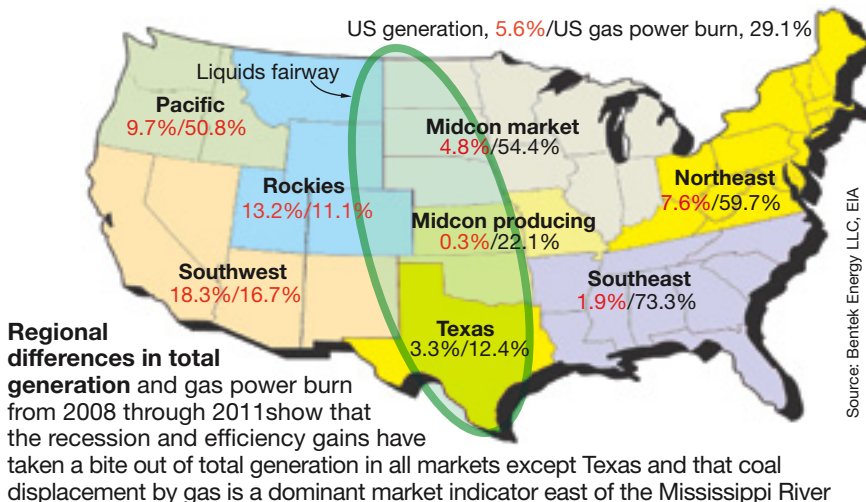 US generation, 5.6%/US gas power burn, 29.1%
Liquids fairway
Pacific
9.7%/50.8%
Midcon market
4.8%/54.4%
Northeast
7.6%/59.7%
Rockies
13.2%/11.1%
Midcon producing
0.3%/22.1%
Southwest
18.3%/16.7%
Southeast
1.9%/73.3%
Texas
3.3%/12.4%
Source: Bentek Energy LLC, EIA
Regional
differences in total
generation and gas power burn
from 2008 through 2011show that
the recession and efficiency gains have
taken a bite out of total generation in all markets except Texas and that coal
displacement by gas is a dominant market indicator east of the Mississippi River